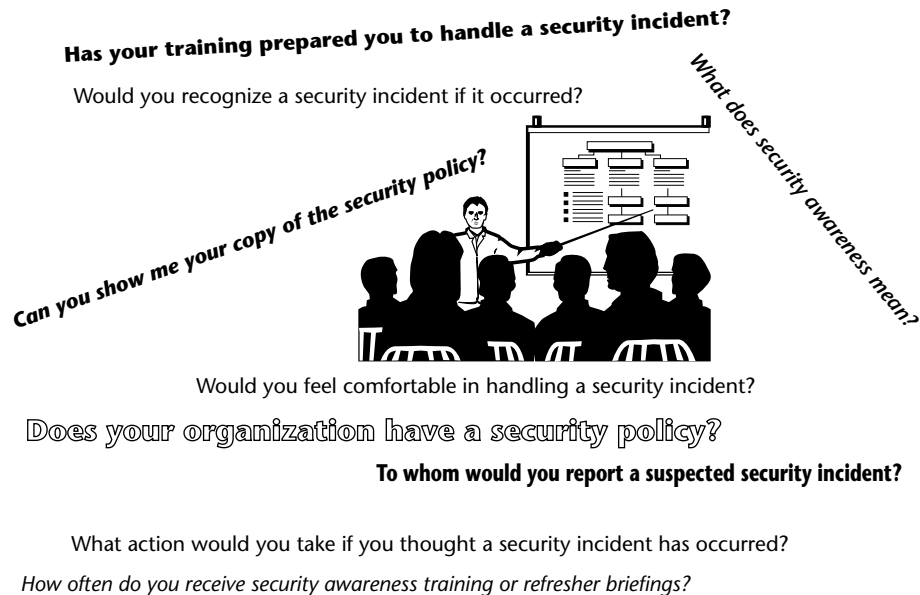 Has your training prepared you to handle a security incident?
Would you recognize a security incident if it occurred?
What does security awareness mean?
Can you show me your copy of the security policy?
Would you feel comfortable in handling a security incident?
Does your organization have a security policy?
To whom would you report a suspected security incident?
What action would you take if you thought a security incident has occurred?
How often do you receive security awareness training or refresher briefings?